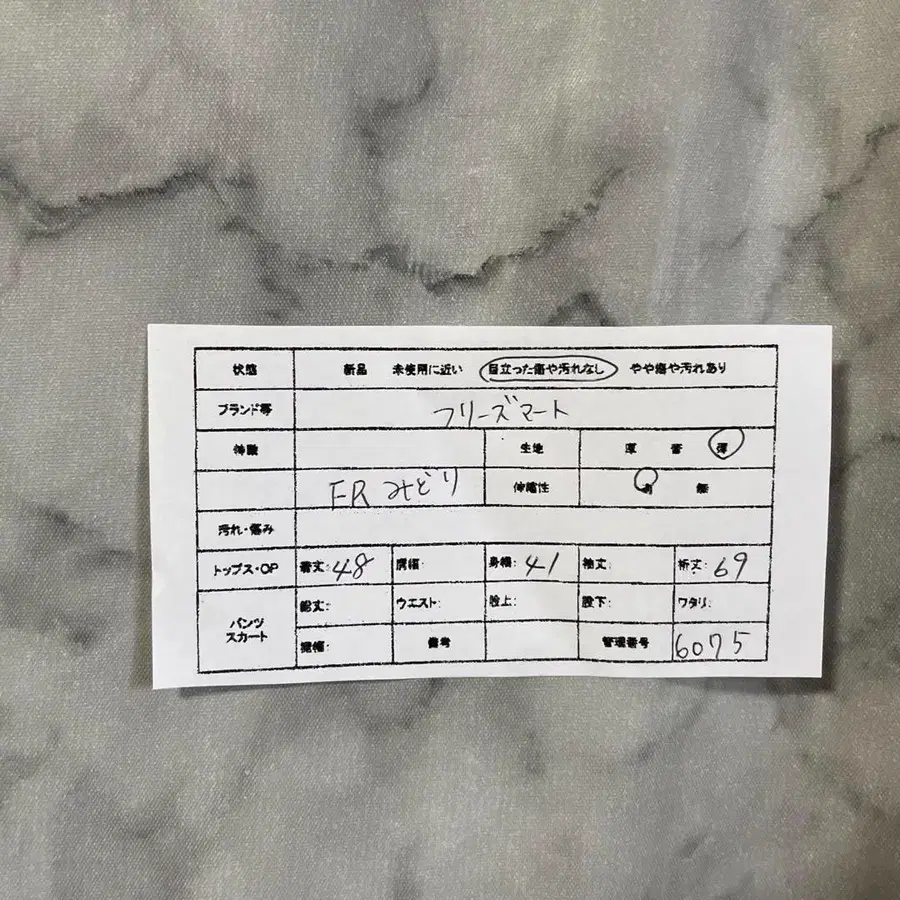 状態 新品 未使用に近い 目立った傷や汚れなし やや傷や汚れあり
ブランド等 フリーズマート
特徴 生地 厚 普 薄
FR みどり 伸縮性 有 無
汚れ・傷み
トップス・OP 着丈: 48 肩幅: 身幅: 41 袖丈: 裄丈: 69
パンツ スカート 総丈: ウエスト: 股上: 股下: ワタリ:
裾幅: 備考 管理番号 6075